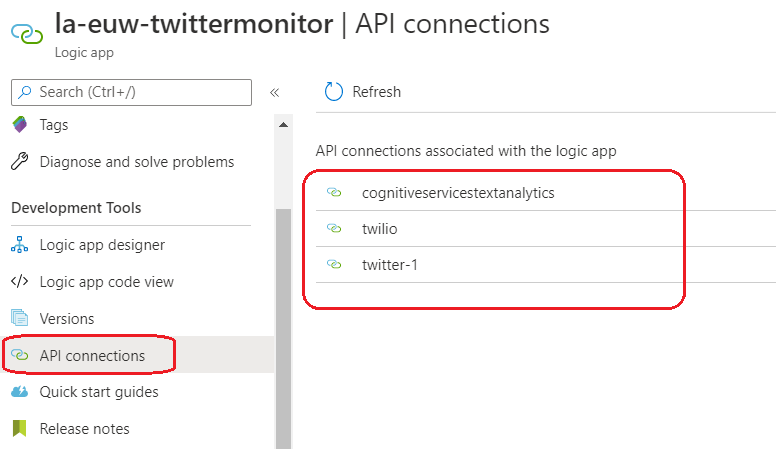 la-euw-twittermonitor | API connections
Logic app
Search (Ctrl+/)
«
Refresh
Tags
Diagnose and solve problems
Development Tools
Logic app designer
Logic app code view
Versions
API connections
Quick start guides
Release notes
API connections associated with the logic app
cognitiveservicestextanalytics
twilio
twitter-1